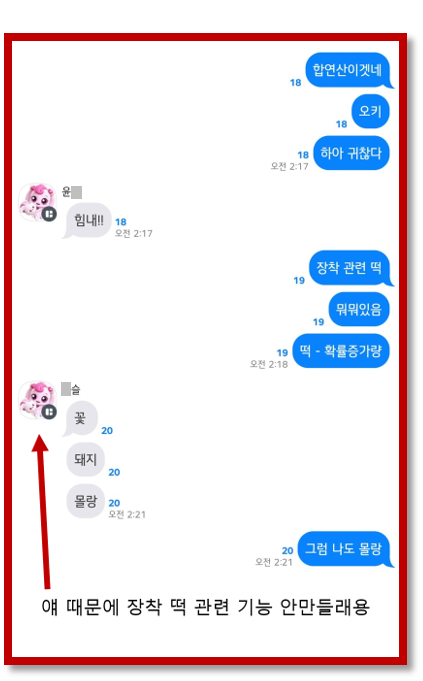 합연산이겟네
18
오키
18
하아 귀찮다
18
오전 2:17
윤
힘내!!
18
오전 2:17
장착 관련 떡
19
뭐뭐있음
19
떡 - 확률증가량
19
오전 2:18
슬
꽃
20
돼지
20
몰랑
20
오전 2:21
그럼 나도 몰랑
20
오전 2:21
얘 때문에 장착 떡 관련 기능 안만들래용